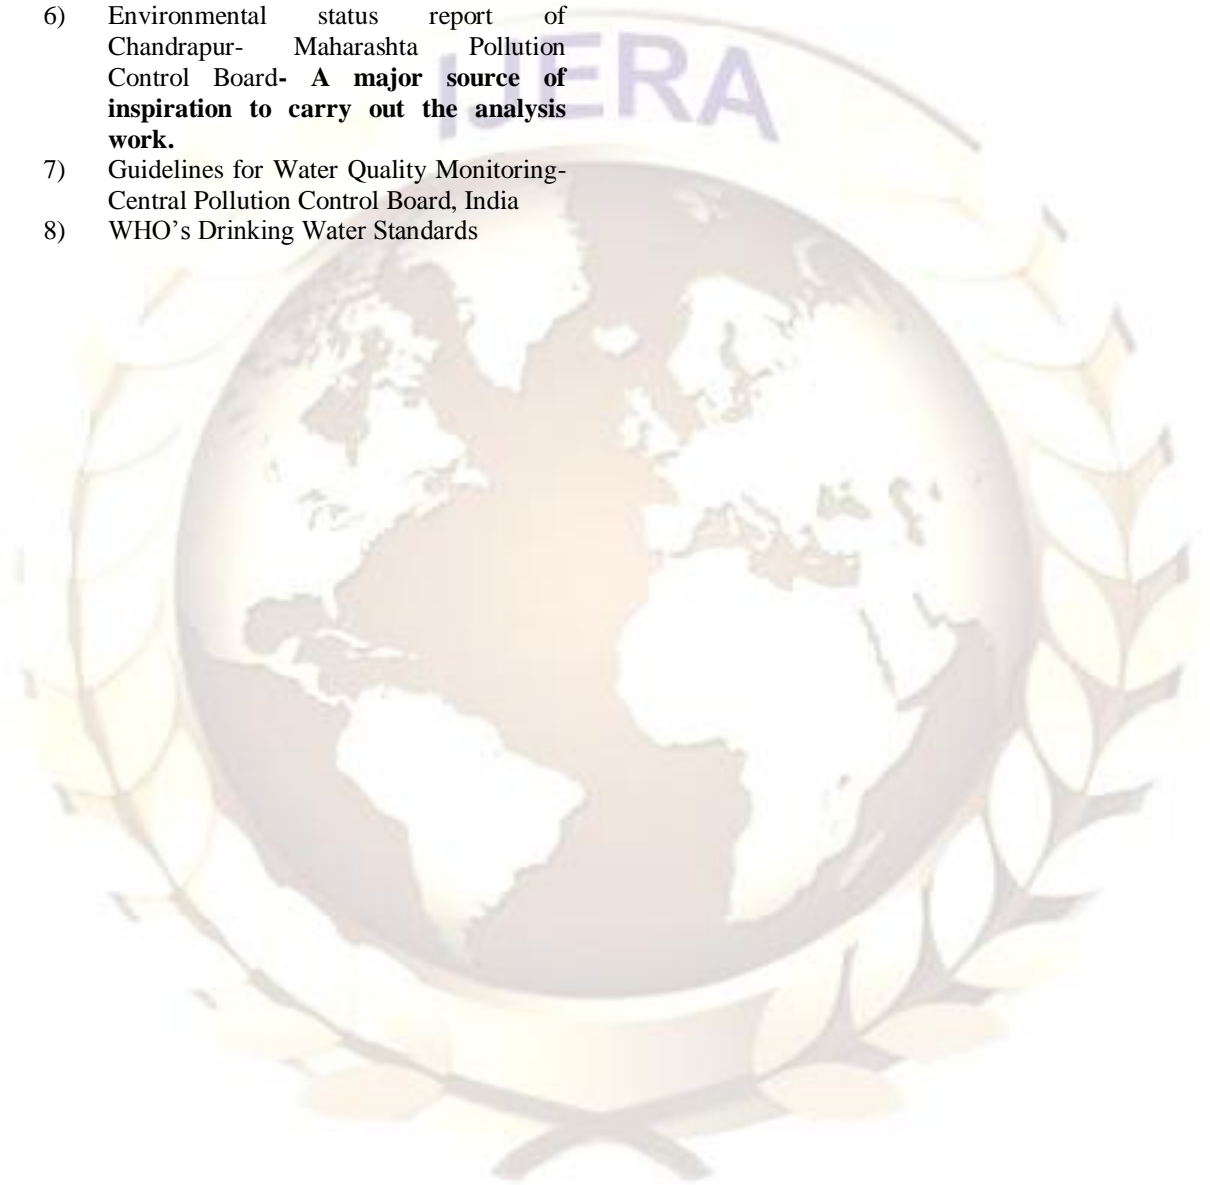 IJERA
6) Environmental status report of
Chandrapur- Maharashta Pollution
Control Board- A major source of
inspiration to carry out the analysis
work.
7) Guidelines for Water Quality Monitoring-
Central Pollution Control Board, India
8) WHO’s Drinking Water Standards